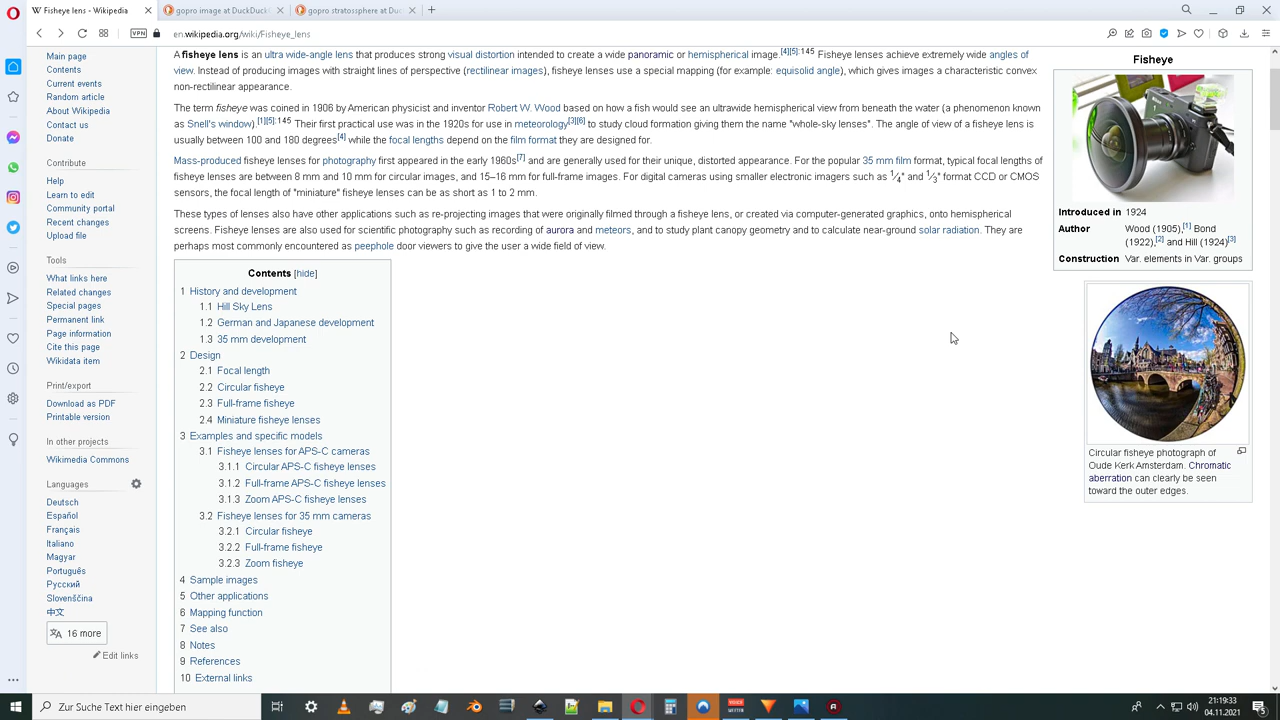 Fisheye lens - Wikipedia
gopro image at DuckDuck
gopro stratossphere at Duc
VPN
en.wikipedia.org/wiki/Fisheye_lens
Main page
Contents
Current events
Random article
About Wikipedia
Contact us
Donate
Contribute
Help
Learn to edit
Community portal
Recent changes
Upload file
Tools
What links here
Related changes
Special pages
Permanent link
Page information
Cite this page
Wikidata item
Print/export
Download as PDF
Printable version
In other projects
Wikimedia Commons
Languages
Deutsch
Español
Français
Italiano
Magyar
Português
Русский
Slovenščina
中文
16 more
Edit links
A fisheye lens is an ultra wide-angle lens that produces strong visual distortion intended to create a wide panoramic or hemispherical image.[4][5]:145 Fisheye lenses achieve extremely wide angles of
view. Instead of producing images with straight lines of perspective (rectilinear images), fisheye lenses use a special mapping (for example: equisolid angle), which gives images a characteristic convex
non-rectilinear appearance.
The term fisheye was coined in 1906 by American physicist and inventor Robert W. Wood based on how a fish would see an ultrawide hemispherical view from beneath the water (a phenomenon known
as Snell's window).[1][5]:145 Their first practical use was in the 1920s for use in meteorology[3][6] to study cloud formation giving them the name "whole-sky lenses". The angle of view of a fisheye lens is
usually between 100 and 180 degrees[4] while the focal lengths depend on the film format they are designed for.
Mass-produced fisheye lenses for photography first appeared in the early 1960s[7] and are generally used for their unique, distorted appearance. For the popular 35 mm film format, typical focal lengths of
fisheye lenses are between 8 mm and 10 mm for circular images, and 15–16 mm for full-frame images. For digital cameras using smaller electronic imagers such as 1⁄4" and 1⁄3" format CCD or CMOS
sensors, the focal length of "miniature" fisheye lenses can be as short as 1 to 2 mm.
These types of lenses also have other applications such as re-projecting images that were originally filmed through a fisheye lens, or created via computer-generated graphics, onto hemispherical
screens. Fisheye lenses are also used for scientific photography such as recording of aurora and meteors, and to study plant canopy geometry and to calculate near-ground solar radiation. They are
perhaps most commonly encountered as peephole door viewers to give the user a wide field of view.
Contents [hide]
1 History and development
1.1 Hill Sky Lens
1.2 German and Japanese development
1.3 35 mm development
2 Design
2.1 Focal length
2.2 Circular fisheye
2.3 Full-frame fisheye
2.4 Miniature fisheye lenses
3 Examples and specific models
3.1 Fisheye lenses for APS-C cameras
3.1.1 Circular APS-C fisheye lenses
3.1.2 Full-frame APS-C fisheye lenses
3.1.3 Zoom APS-C fisheye lenses
3.2 Fisheye lenses for 35 mm cameras
3.2.1 Circular fisheye
3.2.2 Full-frame fisheye
3.2.3 Zoom fisheye
4 Sample images
5 Other applications
6 Mapping function
7 See also
8 Notes
9 References
10 External links
Fisheye
Introduced in 1924
Author Wood (1905),[1] Bond
(1922),[2] and Hill (1924)[3]
Construction Var. elements in Var. groups
Circular fisheye photograph of
Oude Kerk Amsterdam. Chromatic
aberration can clearly be seen
toward the outer edges.
Zur Suche Text hier eingeben
21:19:33
04.11.2021